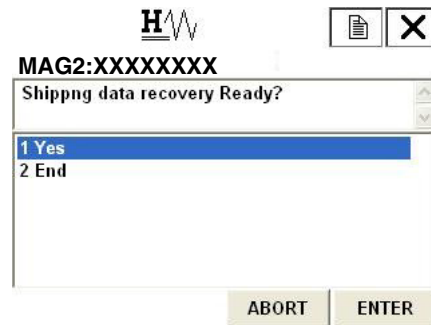 H
MAG2:XXXXXXXX
Shippng data recovery Ready?
1 Yes
2 End
ABORT ENTER